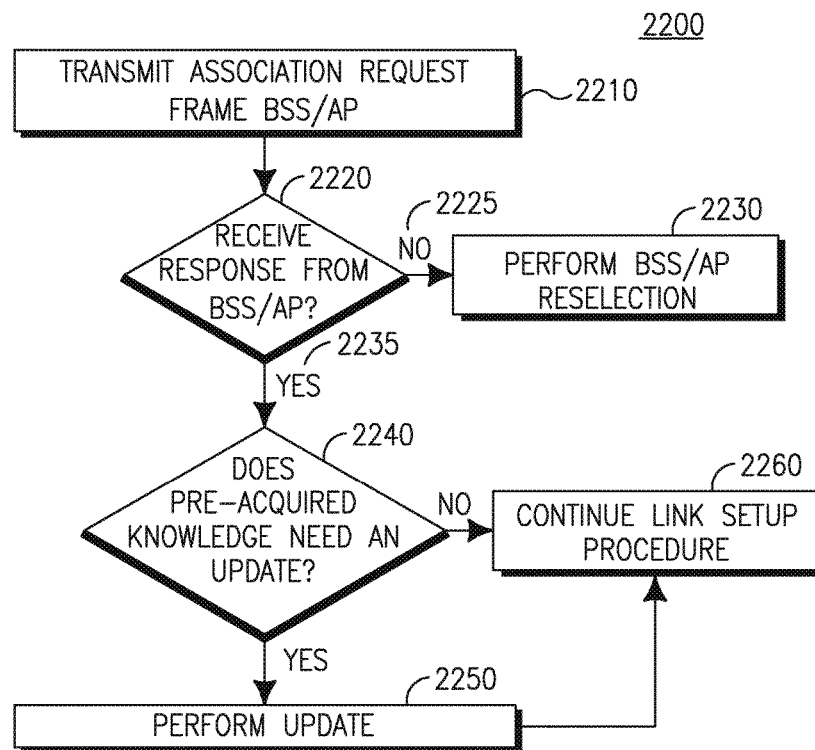 2200
TRANSMIT ASSOCIATION REQUEST
FRAME BSS/AP
2210
2220
RECEIVE
RESPONSE FROM
BSS/AP?
2225
NO
2230
PERFORM BSS/AP
RESELECTION
2235
YES
2240
DOES
PRE-ACQUIRED
KNOWLEDGE NEED AN
UPDATE?
NO
2260
CONTINUE LINK SETUP
PROCEDURE
YES
2250
PERFORM UPDATE